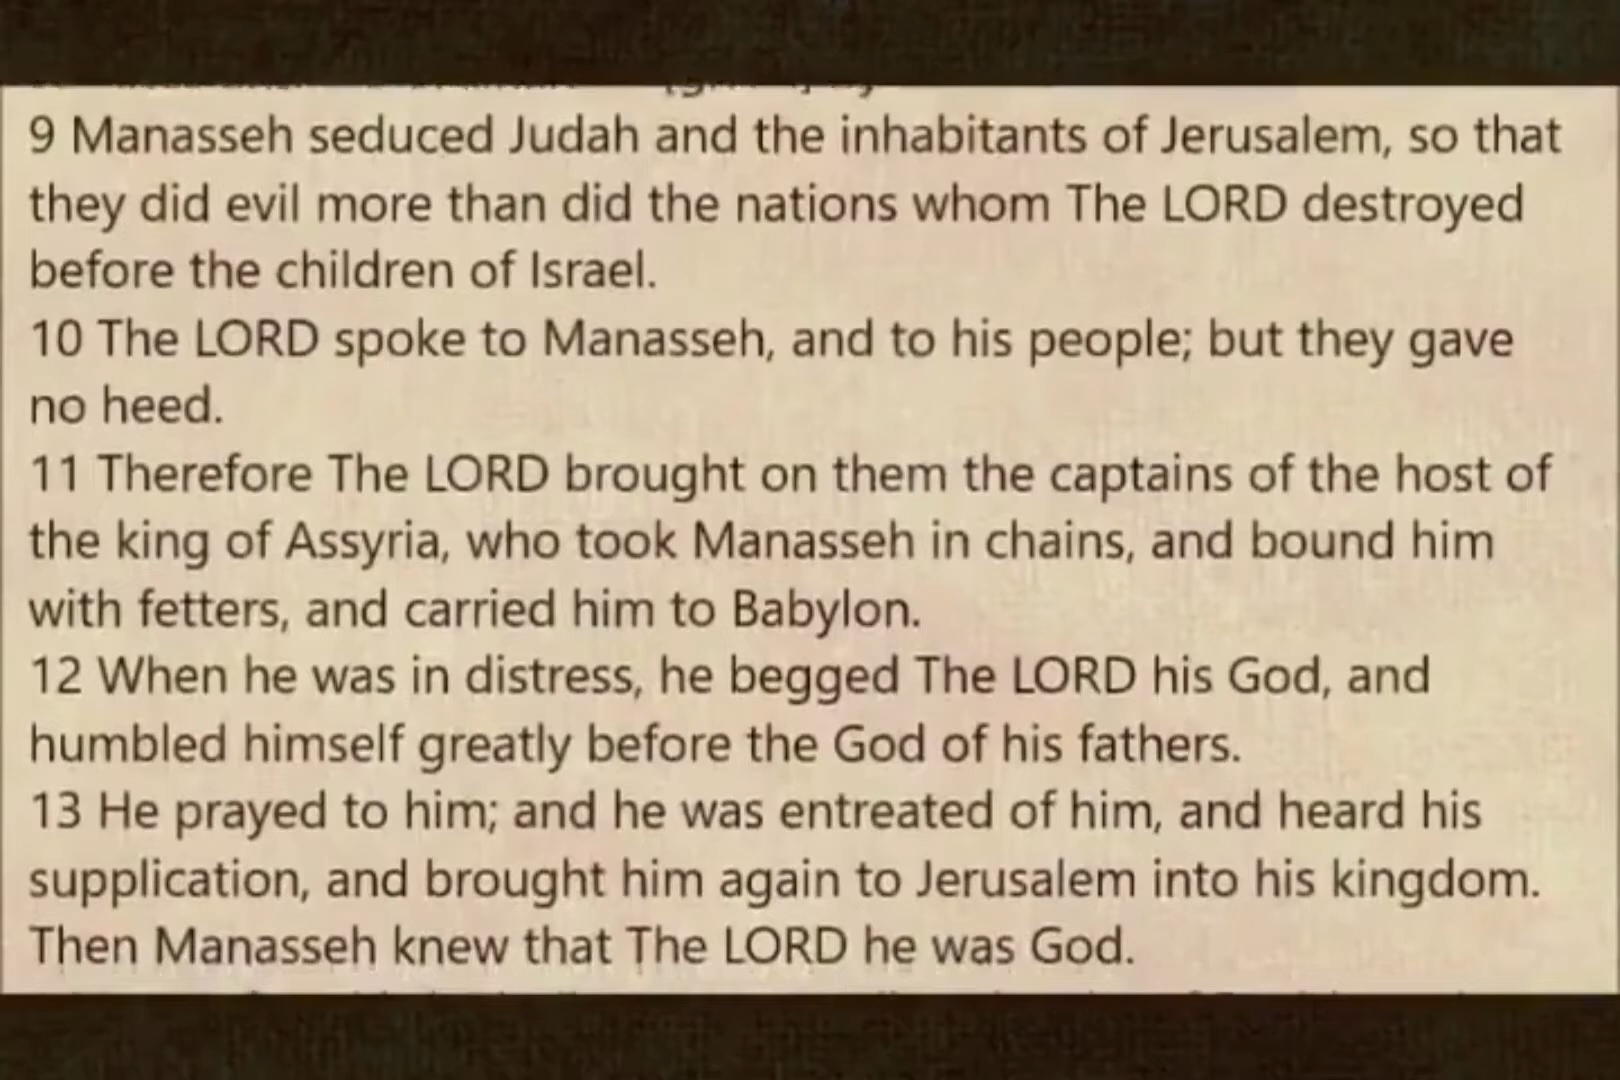 9 Manasseh seduced Judah and the inhabitants of Jerusalem, so that
they did evil more than did the nations whom The LORD destroyed
before the children of Israel.
10 The LORD spoke to Manasseh, and to his people; but they gave
no heed.
11 Therefore The LORD brought on them the captains of the host of
the king of Assyria, who took Manasseh in chains, and bound him
with fetters, and carried him to Babylon.
12 When he was in distress, he begged The LORD his God, and
humbled himself greatly before the God of his fathers.
13 He prayed to him; and he was entreated of him, and heard his
supplication, and brought him again to Jerusalem into his kingdom.
Then Manasseh knew that The LORD he was God.